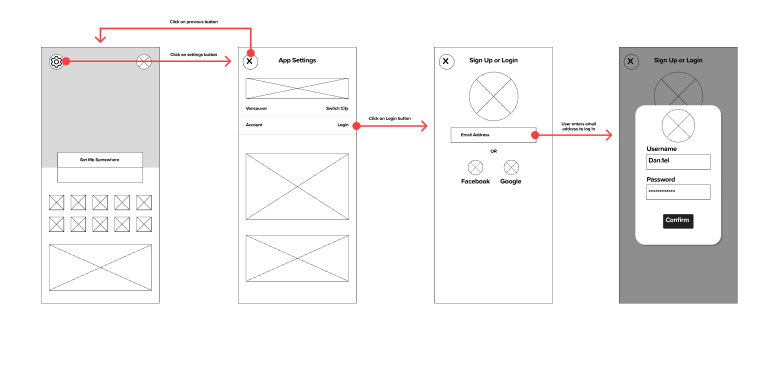 Click on previous button
Click on settings button
Get Me Somewhere
X
App Settings
Vancouver
Switch City
Account
Login
Click on Login button
X
Sign Up or Login
Email Address
OR
Facebook
Google
User enters email
address to log in
X
Sign Up or Login
Username
Dan.lei
Password
************
Confirm